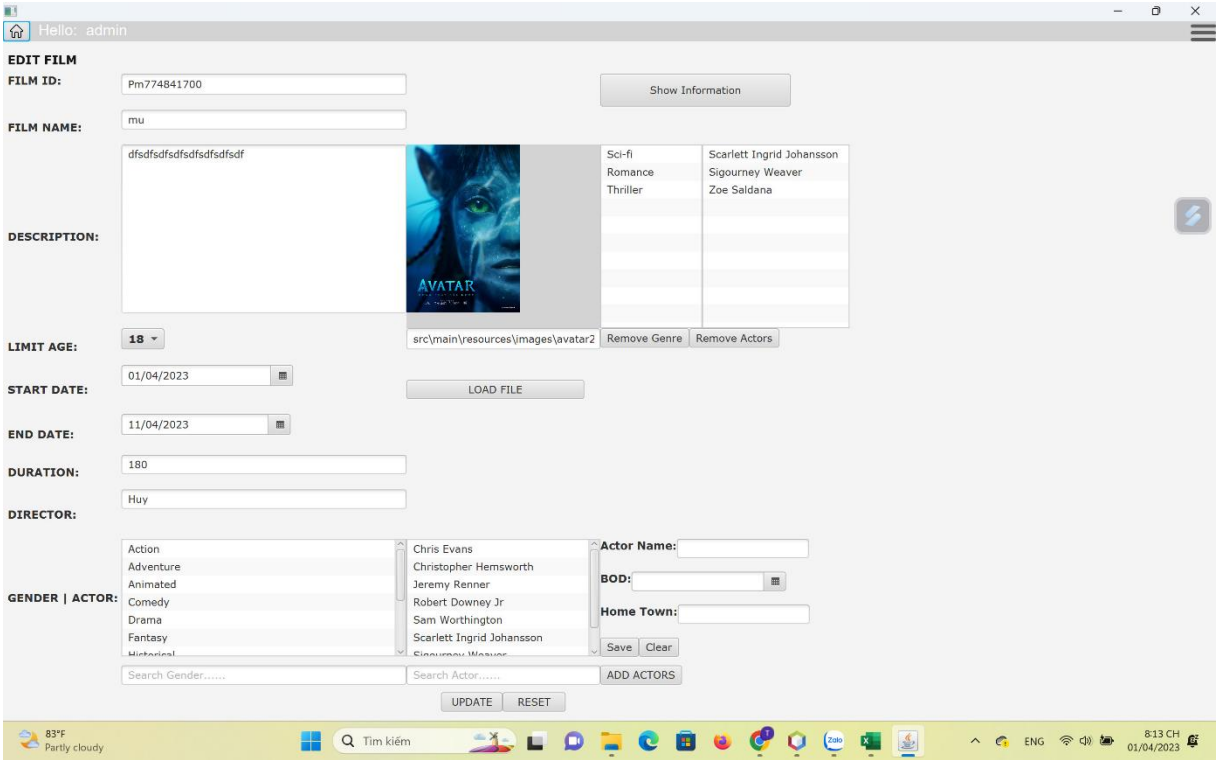 Hello: admin
EDIT FILM
FILM ID:
Pm774841700
Show Information
FILM NAME:
mu
DESCRIPTION:
dfsdfsdfsdfsdfsdfsdfsdf
AVATAR
Sci-fi
Romance
Thriller
Scarlett Ingrid Johansson
Sigourney Weaver
Zoe Saldana
LIMIT AGE:
18
src\main\resources\images\avatar2
Remove Genre
Remove Actors
START DATE:
01/04/2023
LOAD FILE
END DATE:
11/04/2023
DURATION:
180
DIRECTOR:
Huy
GENDER | ACTOR:
Action
Adventure
Animated
Comedy
Drama
Fantasy
Historical
Chris Evans
Christopher Hemsworth
Jeremy Renner
Robert Downey Jr
Sam Worthington
Scarlett Ingrid Johansson
Sigourney Weaver
Actor Name:
BOD:
Home Town:
Save
Clear
Search Gender......
Search Actor......
ADD ACTORS
UPDATE
RESET
83°F
Partly cloudy
Tìm kiếm
Zalo
ENG
8:13 CH
01/04/2023